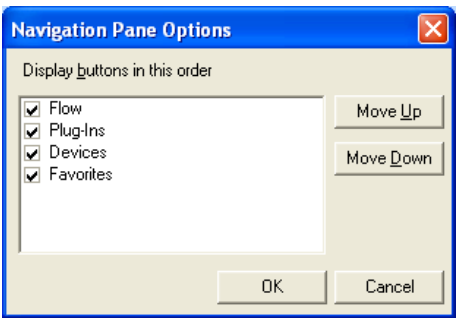 Navigation Pane Options
Display buttons in this order
Flow
Plug-Ins
Devices
Favorites
Move Up
Move Down
OK
Cancel